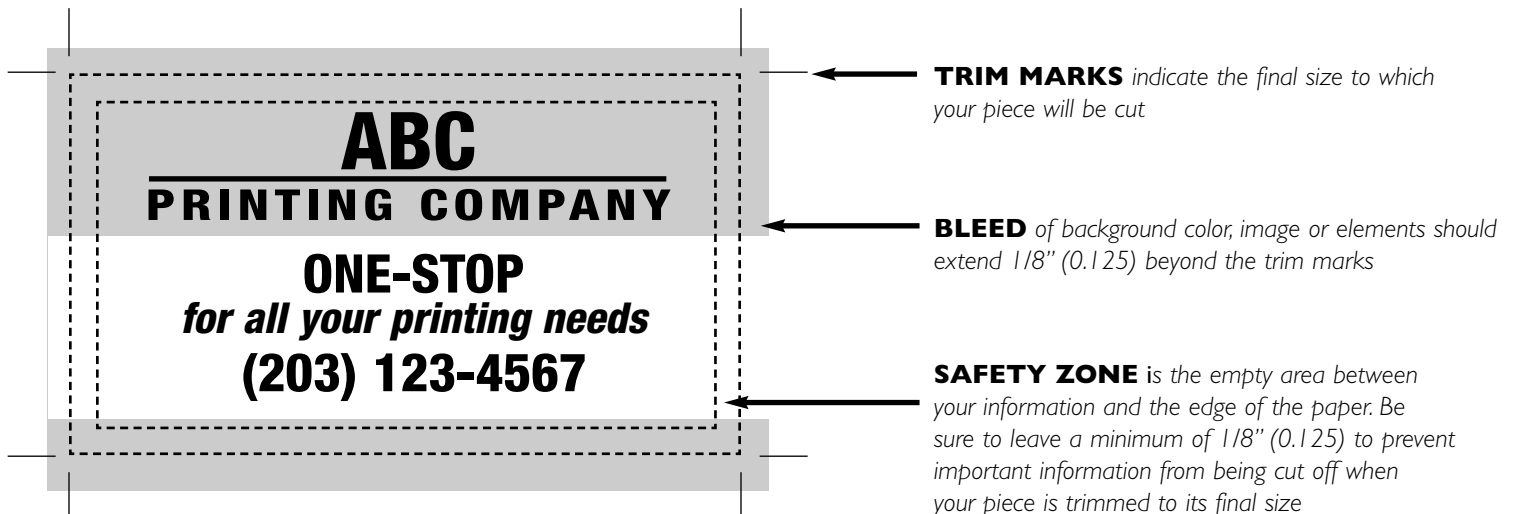 ABC
PRINTING COMPANY
ONE-STOP
for all your printing needs
(203) 123-4567
TRIM MARKS indicate the final size to which
your piece will be cut
BLEED of background color, image or elements should
extend 1/8” (0.125) beyond the trim marks
SAFETY ZONE is the empty area between
your information and the edge of the paper. Be
sure to leave a minimum of 1/8” (0.125) to prevent
important information from being cut off when
your piece is trimmed to its final size